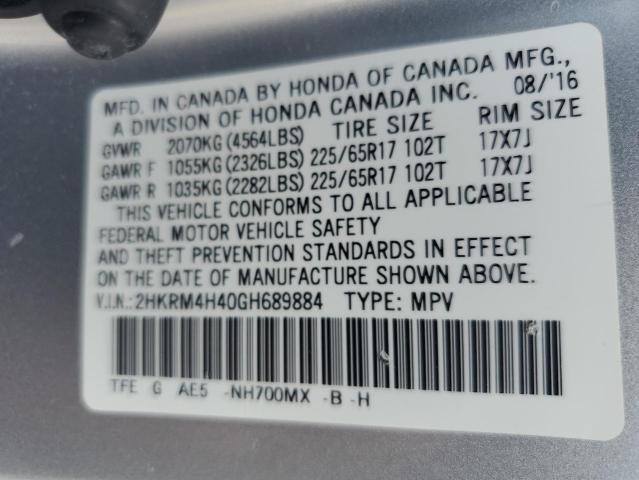 MFD. IN CANADA BY HONDA OF CANADA MFG.,
A DIVISION OF HONDA CANADA INC. 08/'16
GVWR 2070KG(4564LBS) TIRE SIZE RIM SIZE
GAWR F 1055KG(2326LBS) 225/65R17 102T 17X7J
GAWR R 1035KG(2282LBS) 225/65R17 102T 17X7J
THIS VEHICLE CONFORMS TO ALL APPLICABLE
FEDERAL MOTOR VEHICLE SAFETY
AND THEFT PREVENTION STANDARDS IN EFFECT
ON THE DATE OF MANUFACTURE SHOWN ABOVE.
V.I.N.:2HKRM4H40GH689884 TYPE: MPV
TFE G AE5 -NH700MX -B -H